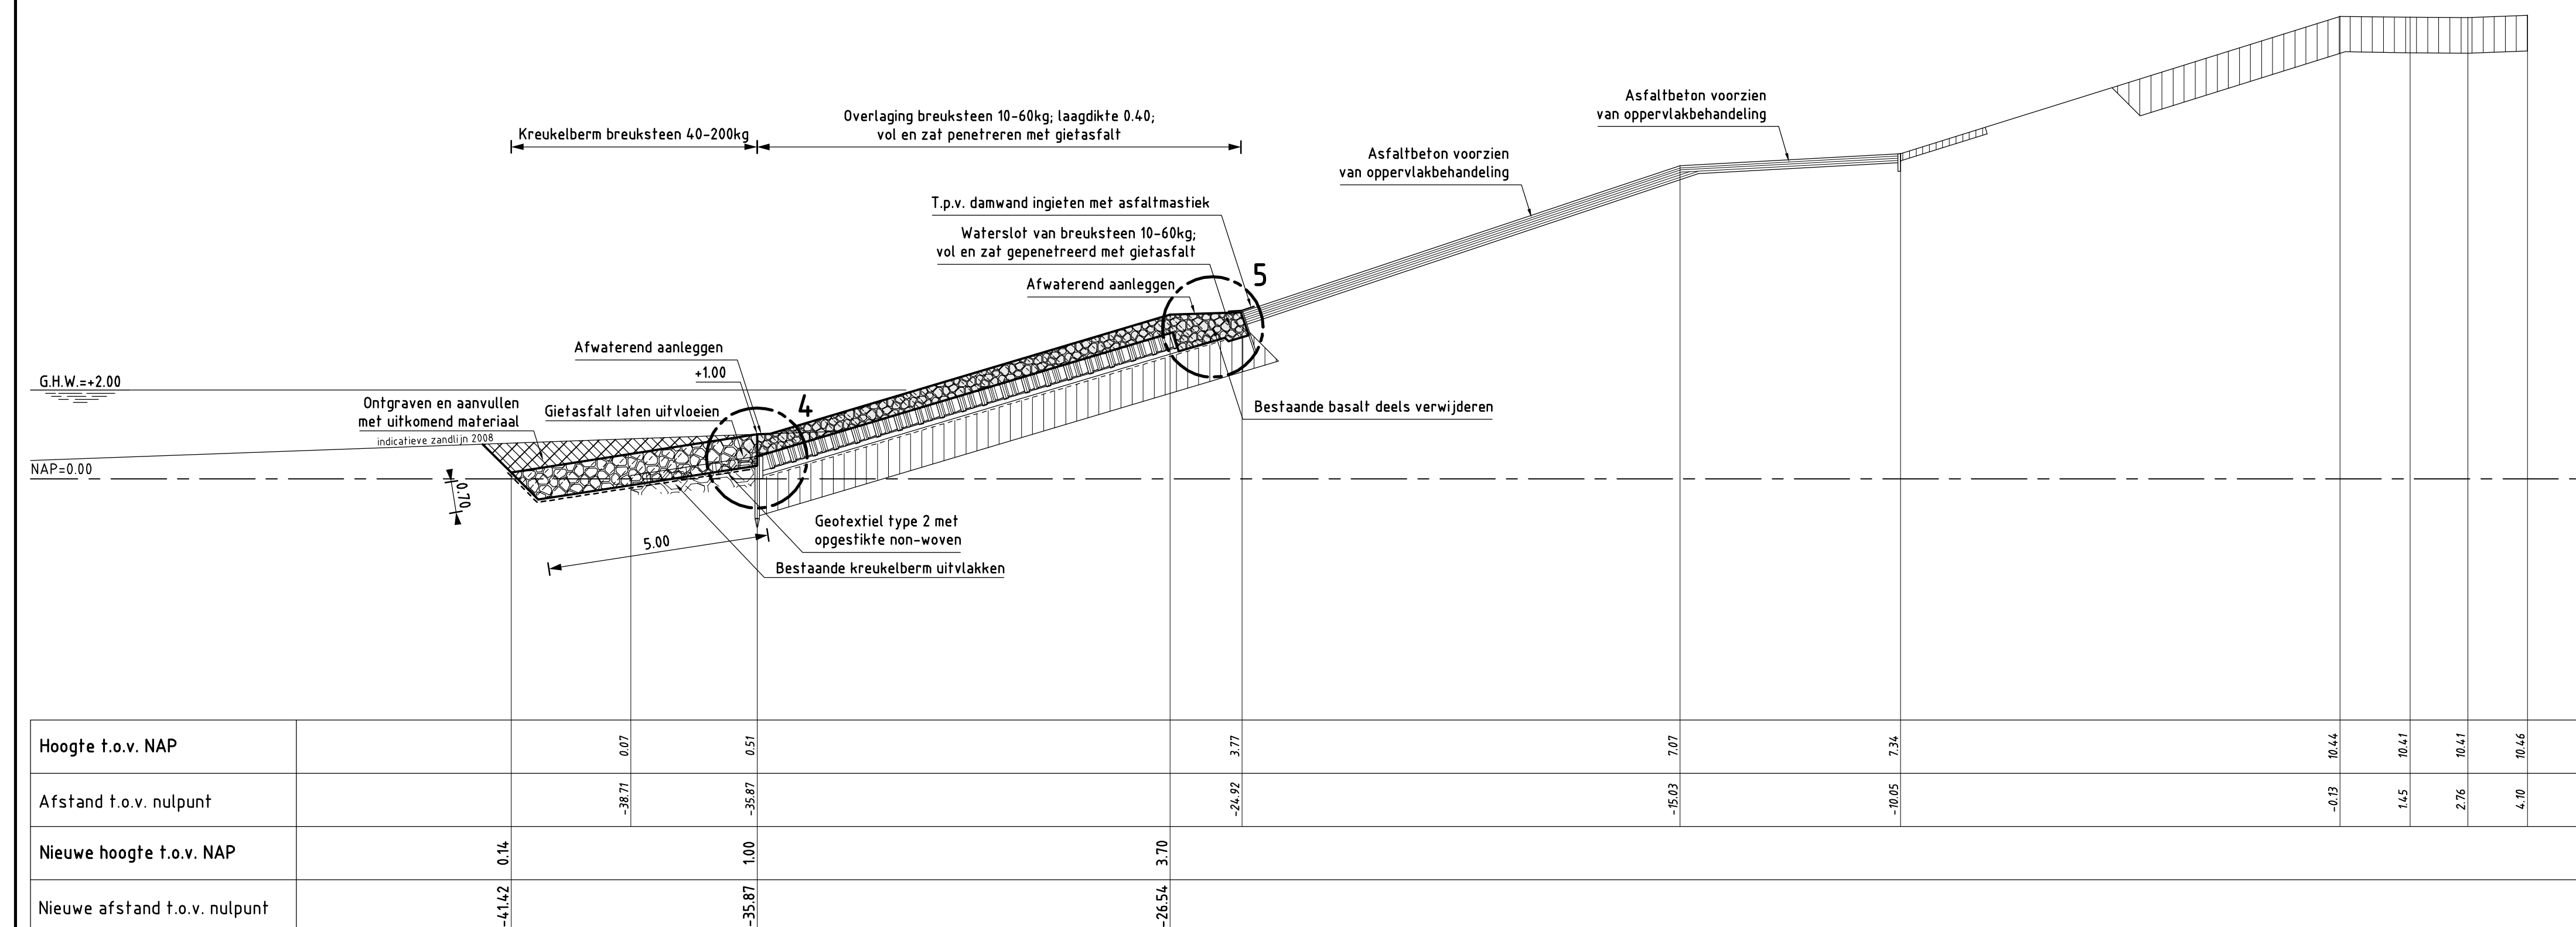 Asfaltbeton voorzien
van oppervlakbehandeling
Overlaging breuksteen 10-60kg; laagdikte 0.40;
vol en zat penetreren met gietasfalt
Kreukelberm breuksteen 40-200kg
Asfaltbeton voorzien
van oppervlakbehandeling
T.p.v. damwand ingieten met asfaltmastiek
Waterslot van breuksteen 10-60kg;
vol en zat gepenetreerd met gietasfalt
5
Afwaterend aanleggen
Afwaterend aanleggen
+1.00
G.H.W.=+2.00
Ontgraven en aanvullen
met uitkomend materiaal
Gietasfalt laten uitvloeien
4
Bestaande basalt deels verwijderen
indicatieve zandlijn 2008
NAP=0.00
0.70
Geotextiel type 2 met
opgestikte non-woven
5.00
Bestaande kreukelberm uitvlakken
Hoogte t.o.v. NAP 0.07 0.51 3.77 7.07 7.34 10.44 10.41 10.41 10.46
Afstand t.o.v. nulpunt -38.71 -35.87 -24.92 -15.03 -10.05 -0.13 1.45 2.76 4.10
Nieuwe hoogte t.o.v. NAP 0.14 1.00 3.70
Nieuwe afstand t.o.v. nulpunt -41.42 -35.87 -26.54